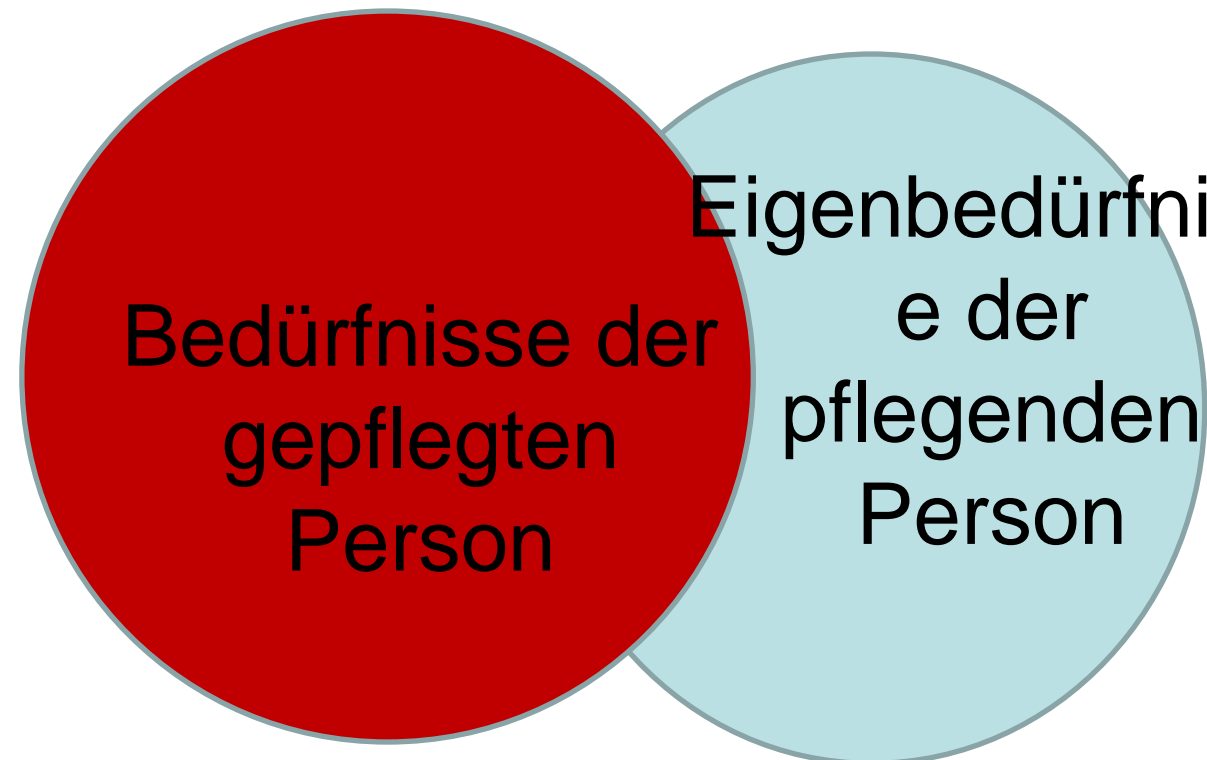 Bedürfnisse der
gepflegten
Person
Eigenbedürfni
e der
pflegenden
Person